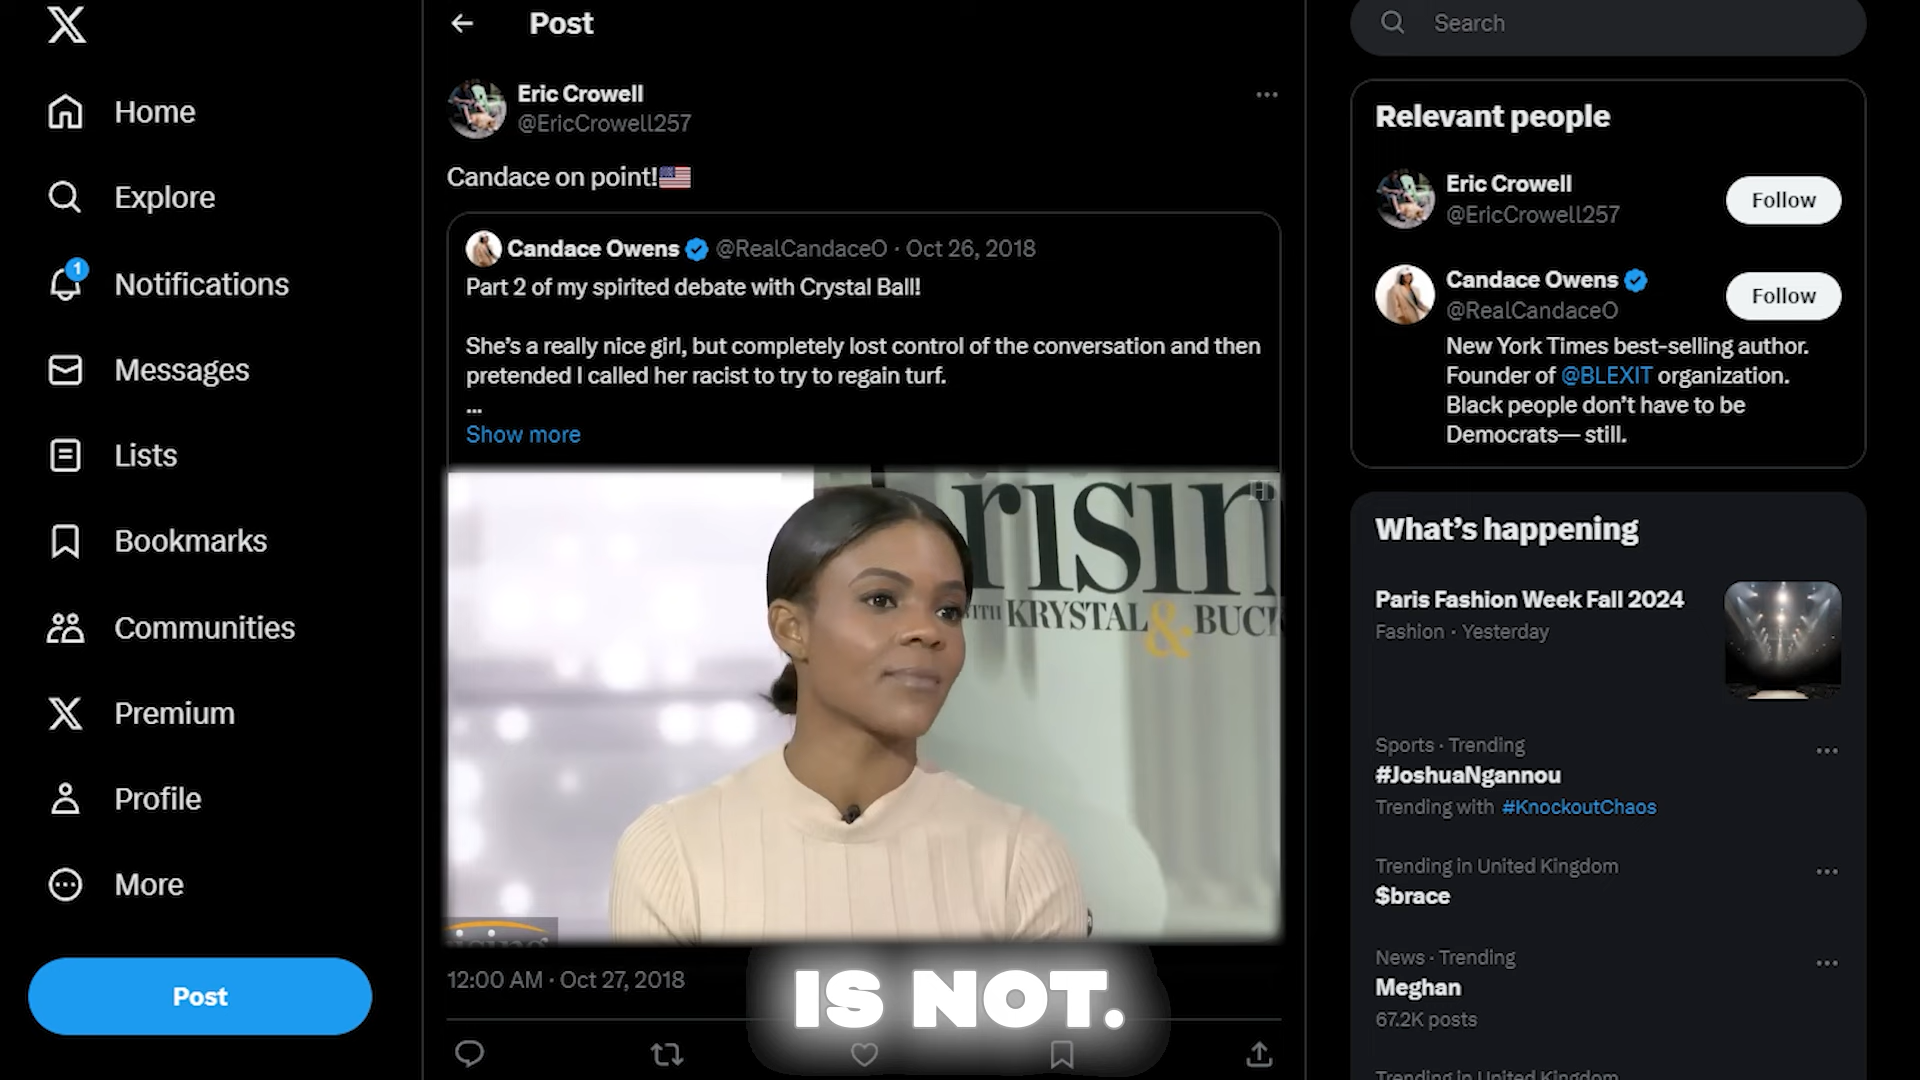 Home
Explore
1
Notifications
Messages
Lists
Bookmarks
Communities
Premium
Profile
More
Post
Post
Eric Crowell
@EricCrowell257
Candace on point!🇺🇸
Candace Owens @RealCandaceO · Oct 26, 2018
Part 2 of my spirited debate with Crystal Ball!
She's a really nice girl, but completely lost control of the conversation and then
pretended I called her racist to try to regain turf.
...
Show more
risin
WITH KRYSTAL & BUCK
rising
12:00 AM · Oct 27, 2018
IS NOT.
Search
Relevant people
Eric Crowell
@EricCrowell257
Follow
Candace Owens
@RealCandaceO
Follow
New York Times best-selling author.
Founder of @BLEXIT organization.
Black people don't have to be
Democrats— still.
What's happening
Paris Fashion Week Fall 2024
Fashion · Yesterday
Sports · Trending
#JoshuaNgannou
Trending with #KnockoutChaos
Trending in United Kingdom
$brace
News · Trending
Meghan
67.2K posts
Trending in United Kingdom